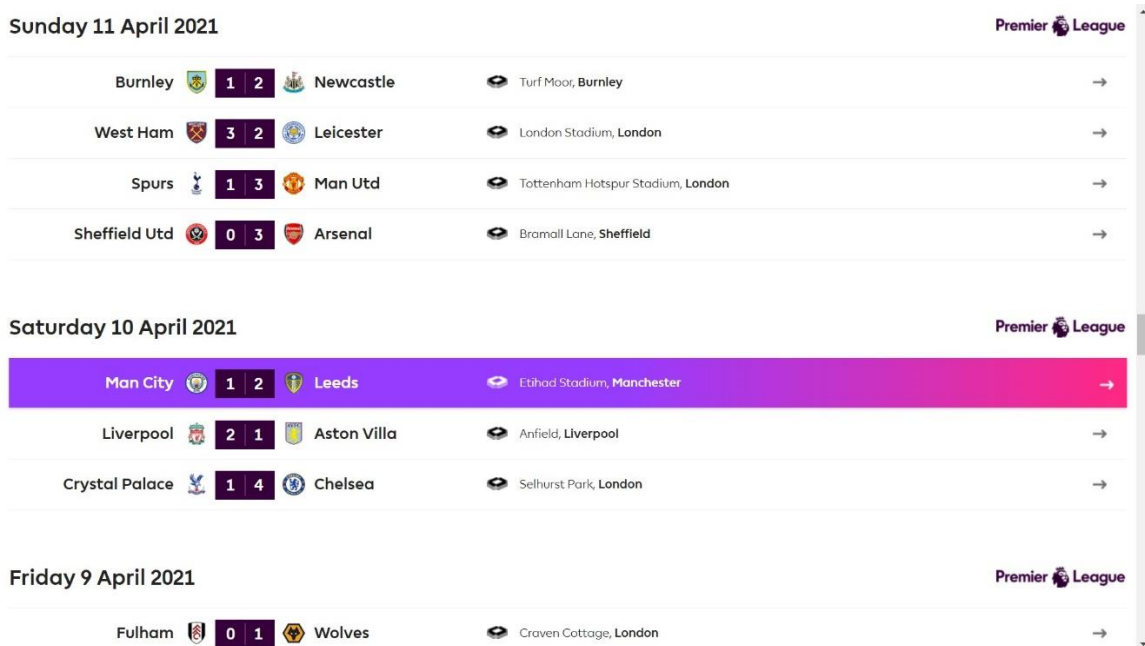 Sunday 11 April 2021 Premier League
Burnley 1 2 Newcastle Turf Moor, Burnley →
West Ham 3 2 Leicester London Stadium, London →
Spurs 1 3 Man Utd Tottenham Hotspur Stadium, London →
Sheffield Utd 0 3 Arsenal Bramall Lane, Sheffield →
Saturday 10 April 2021 Premier League
Man City 1 2 Leeds Etihad Stadium, Manchester →
Liverpool 2 1 Aston Villa Anfield, Liverpool →
Crystal Palace 1 4 Chelsea Selhurst Park, London →
Friday 9 April 2021 Premier League
Fulham 0 1 Wolves Craven Cottage, London →